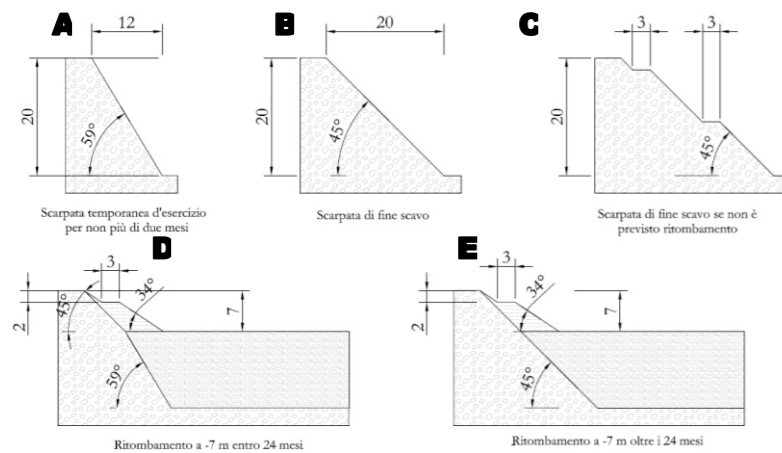 A
12
20
59°
Scarpata temporanea d'esercizio
per non più di due mesi
B
20
20
45°
Scarpata di fine scavo
C
3
3
20
45°
Scarpata di fine scavo se non è
previsto ritombamento
D
3
45°
34°
2
7
59°
Ritombamento a -7 m entro 24 mesi
E
3
34°
2
7
45°
Ritombamento a -7 m oltre i 24 mesi